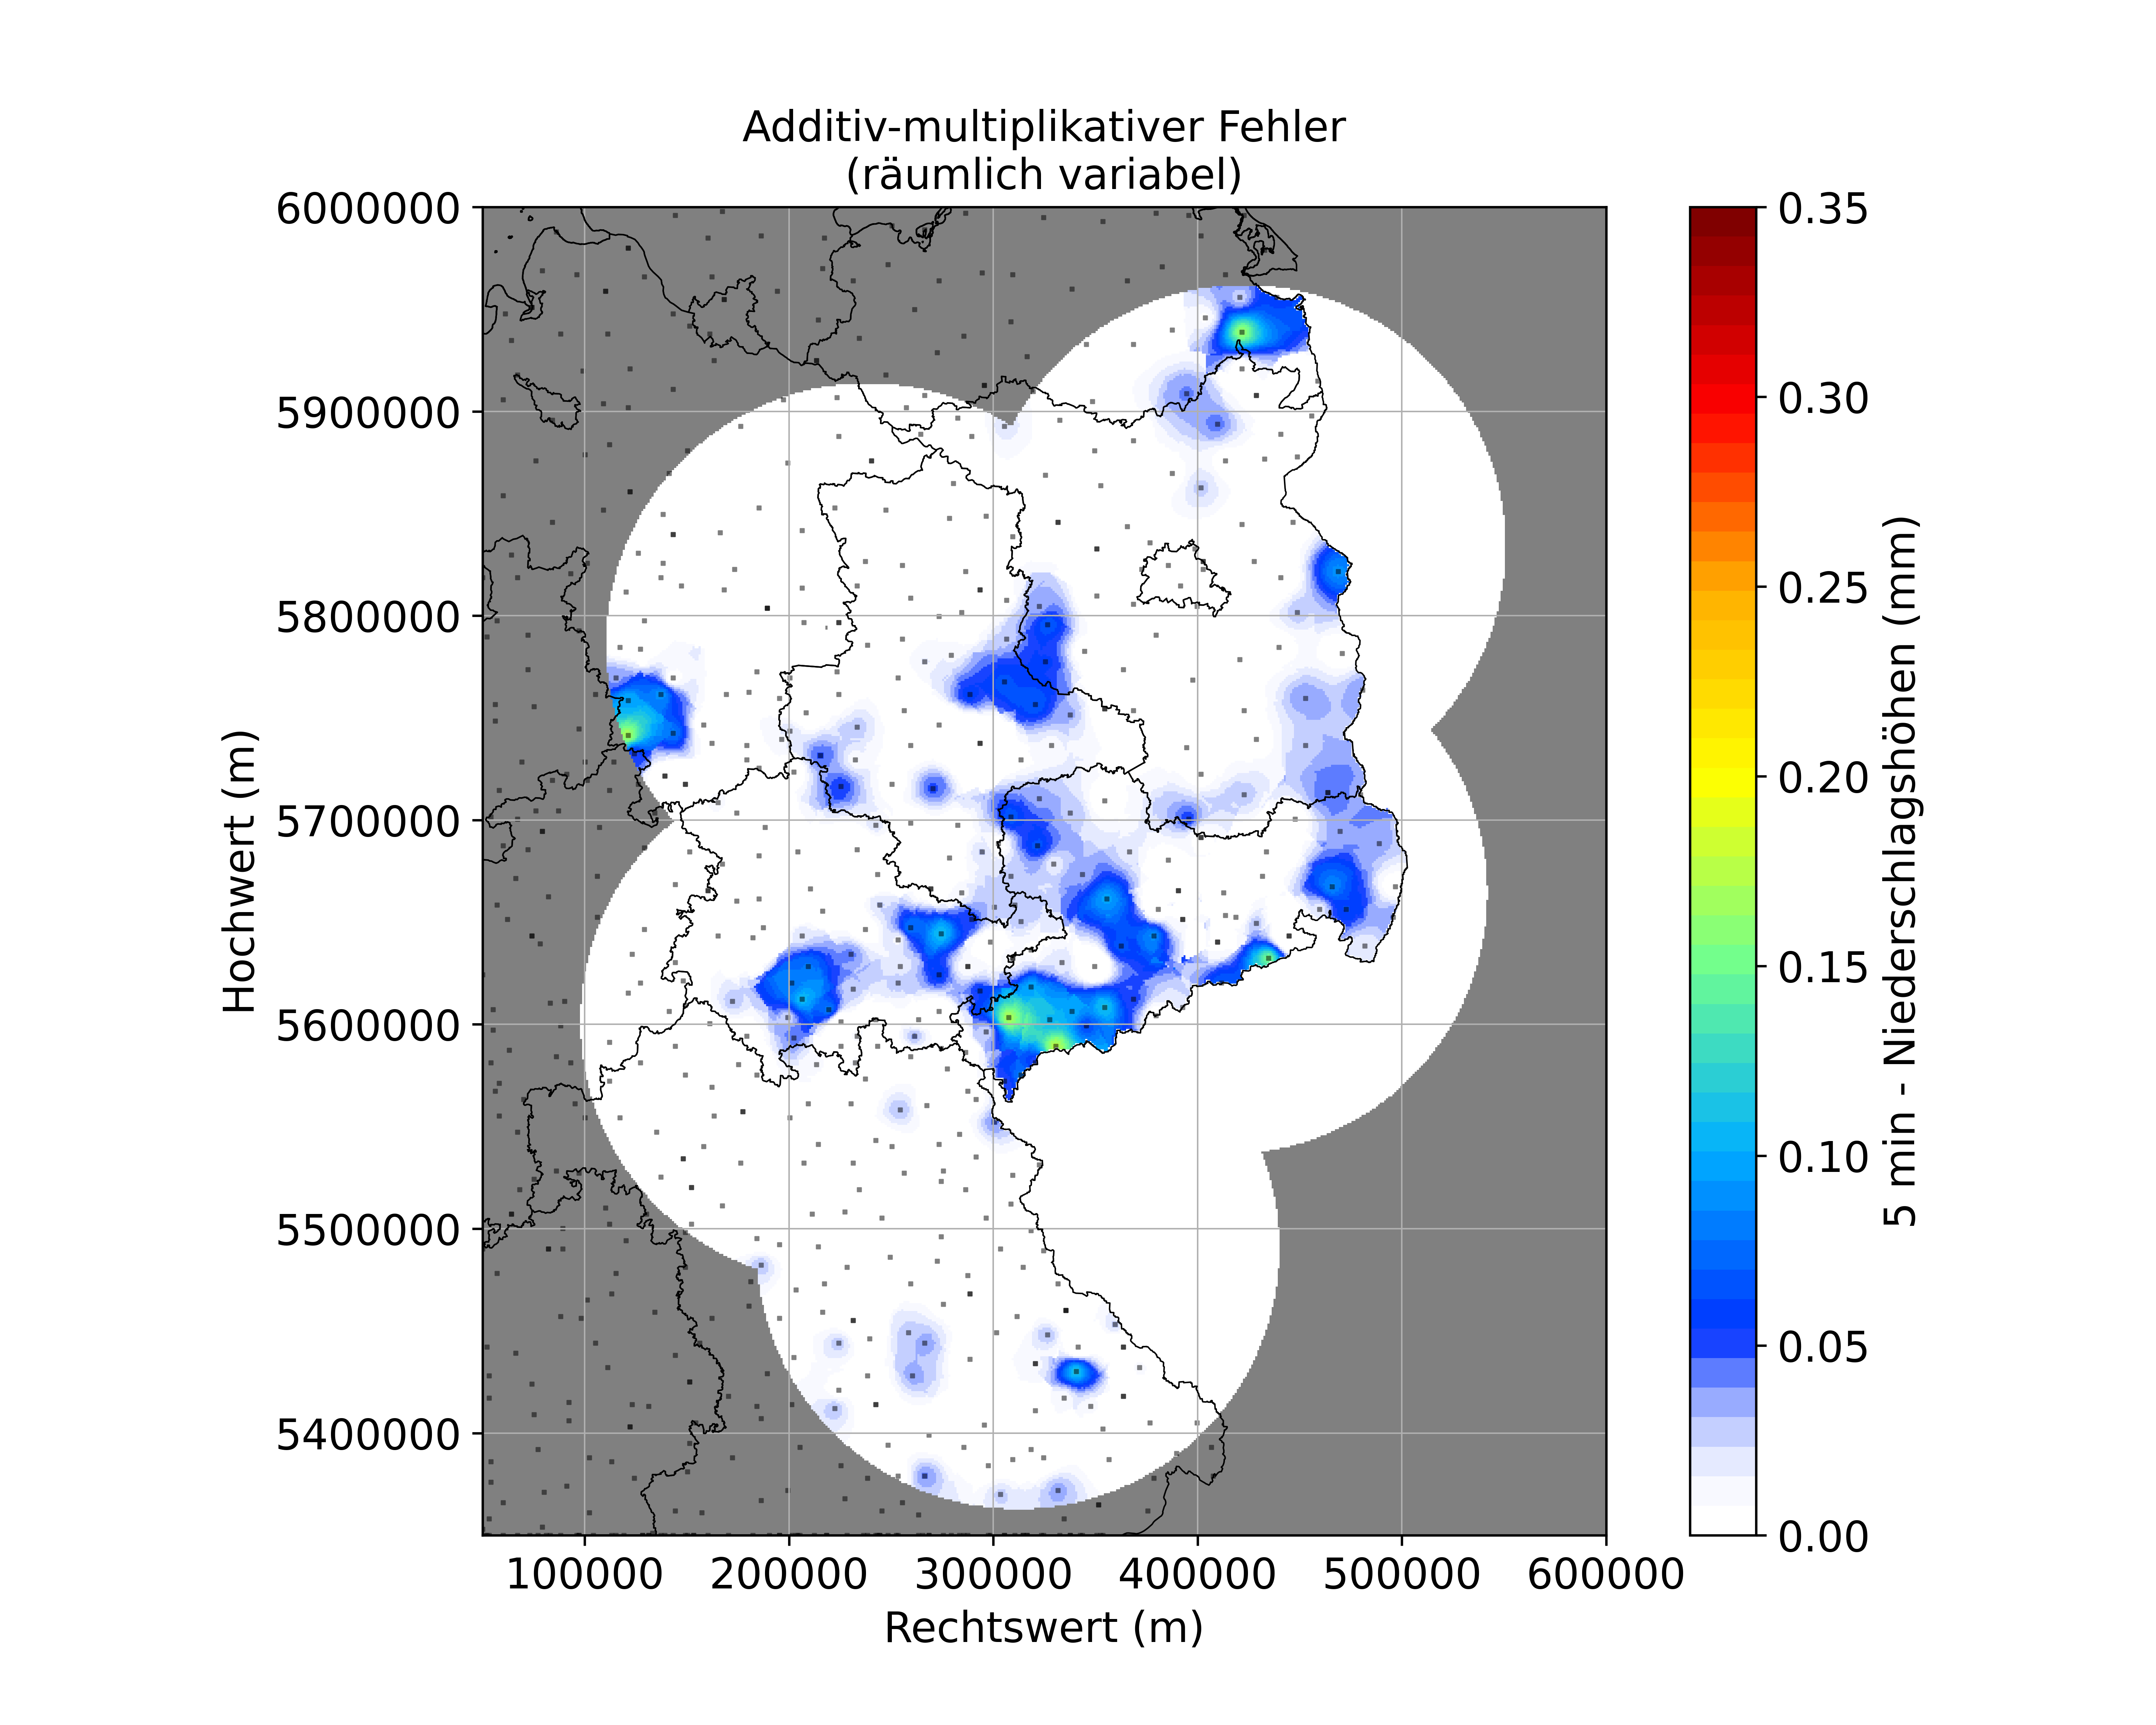 Additiv-multiplikativer Fehler
(räumlich variabel)
6000000
5900000
5800000
5700000
5600000
5500000
5400000
Hochwert (m)
100000 200000 300000 400000 500000 600000
Rechtswert (m)
0.35
0.30
0.25
0.20
0.15
0.10
0.05
0.00
5 min - Niederschlagshöhen (mm)